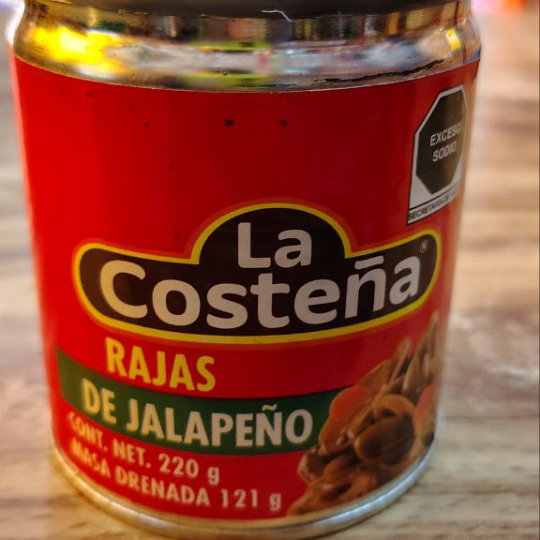 EXCESO
SODIO
La
Costeña®
RAJAS
DE JALAPEÑO
CONT. NET. 220 g
MASA DRENADA 121 g